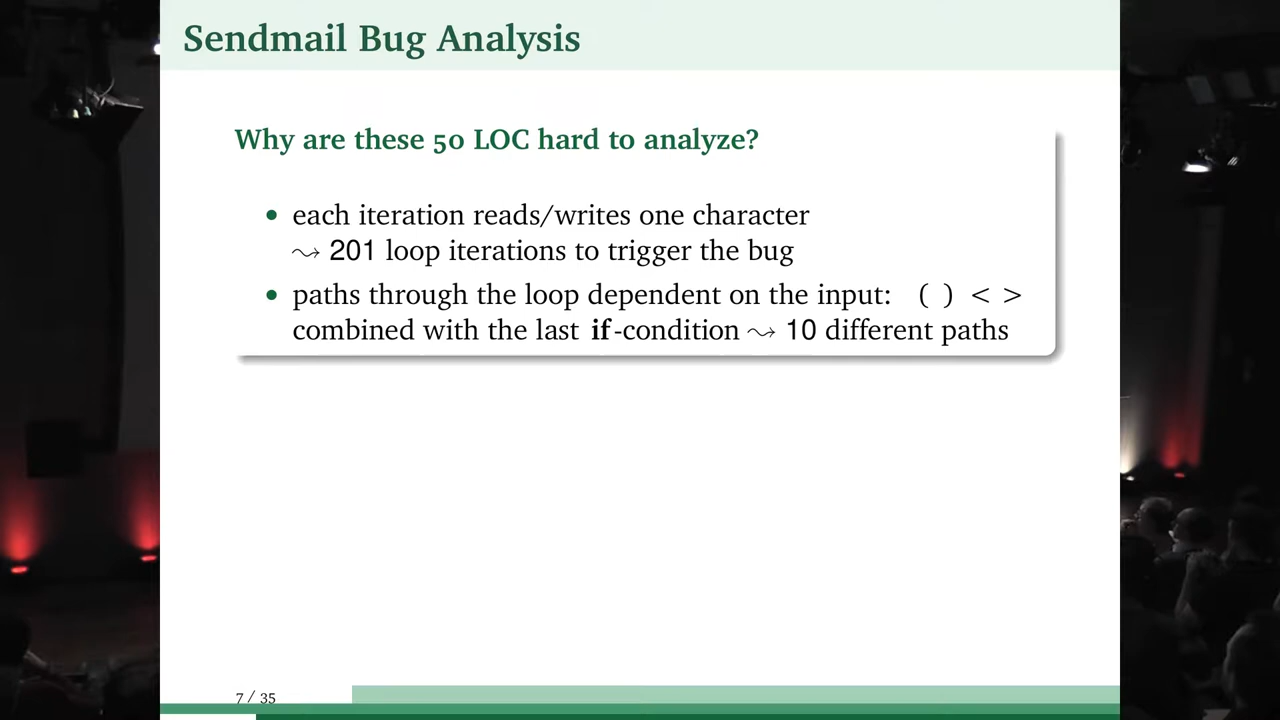 Sendmail Bug Analysis
Why are these 50 LOC hard to analyze?
• each iteration reads/writes one character
⤳ 201 loop iterations to trigger the bug
• paths through the loop dependent on the input: ( ) < >
combined with the last if-condition ⤳ 10 different paths
7 / 35